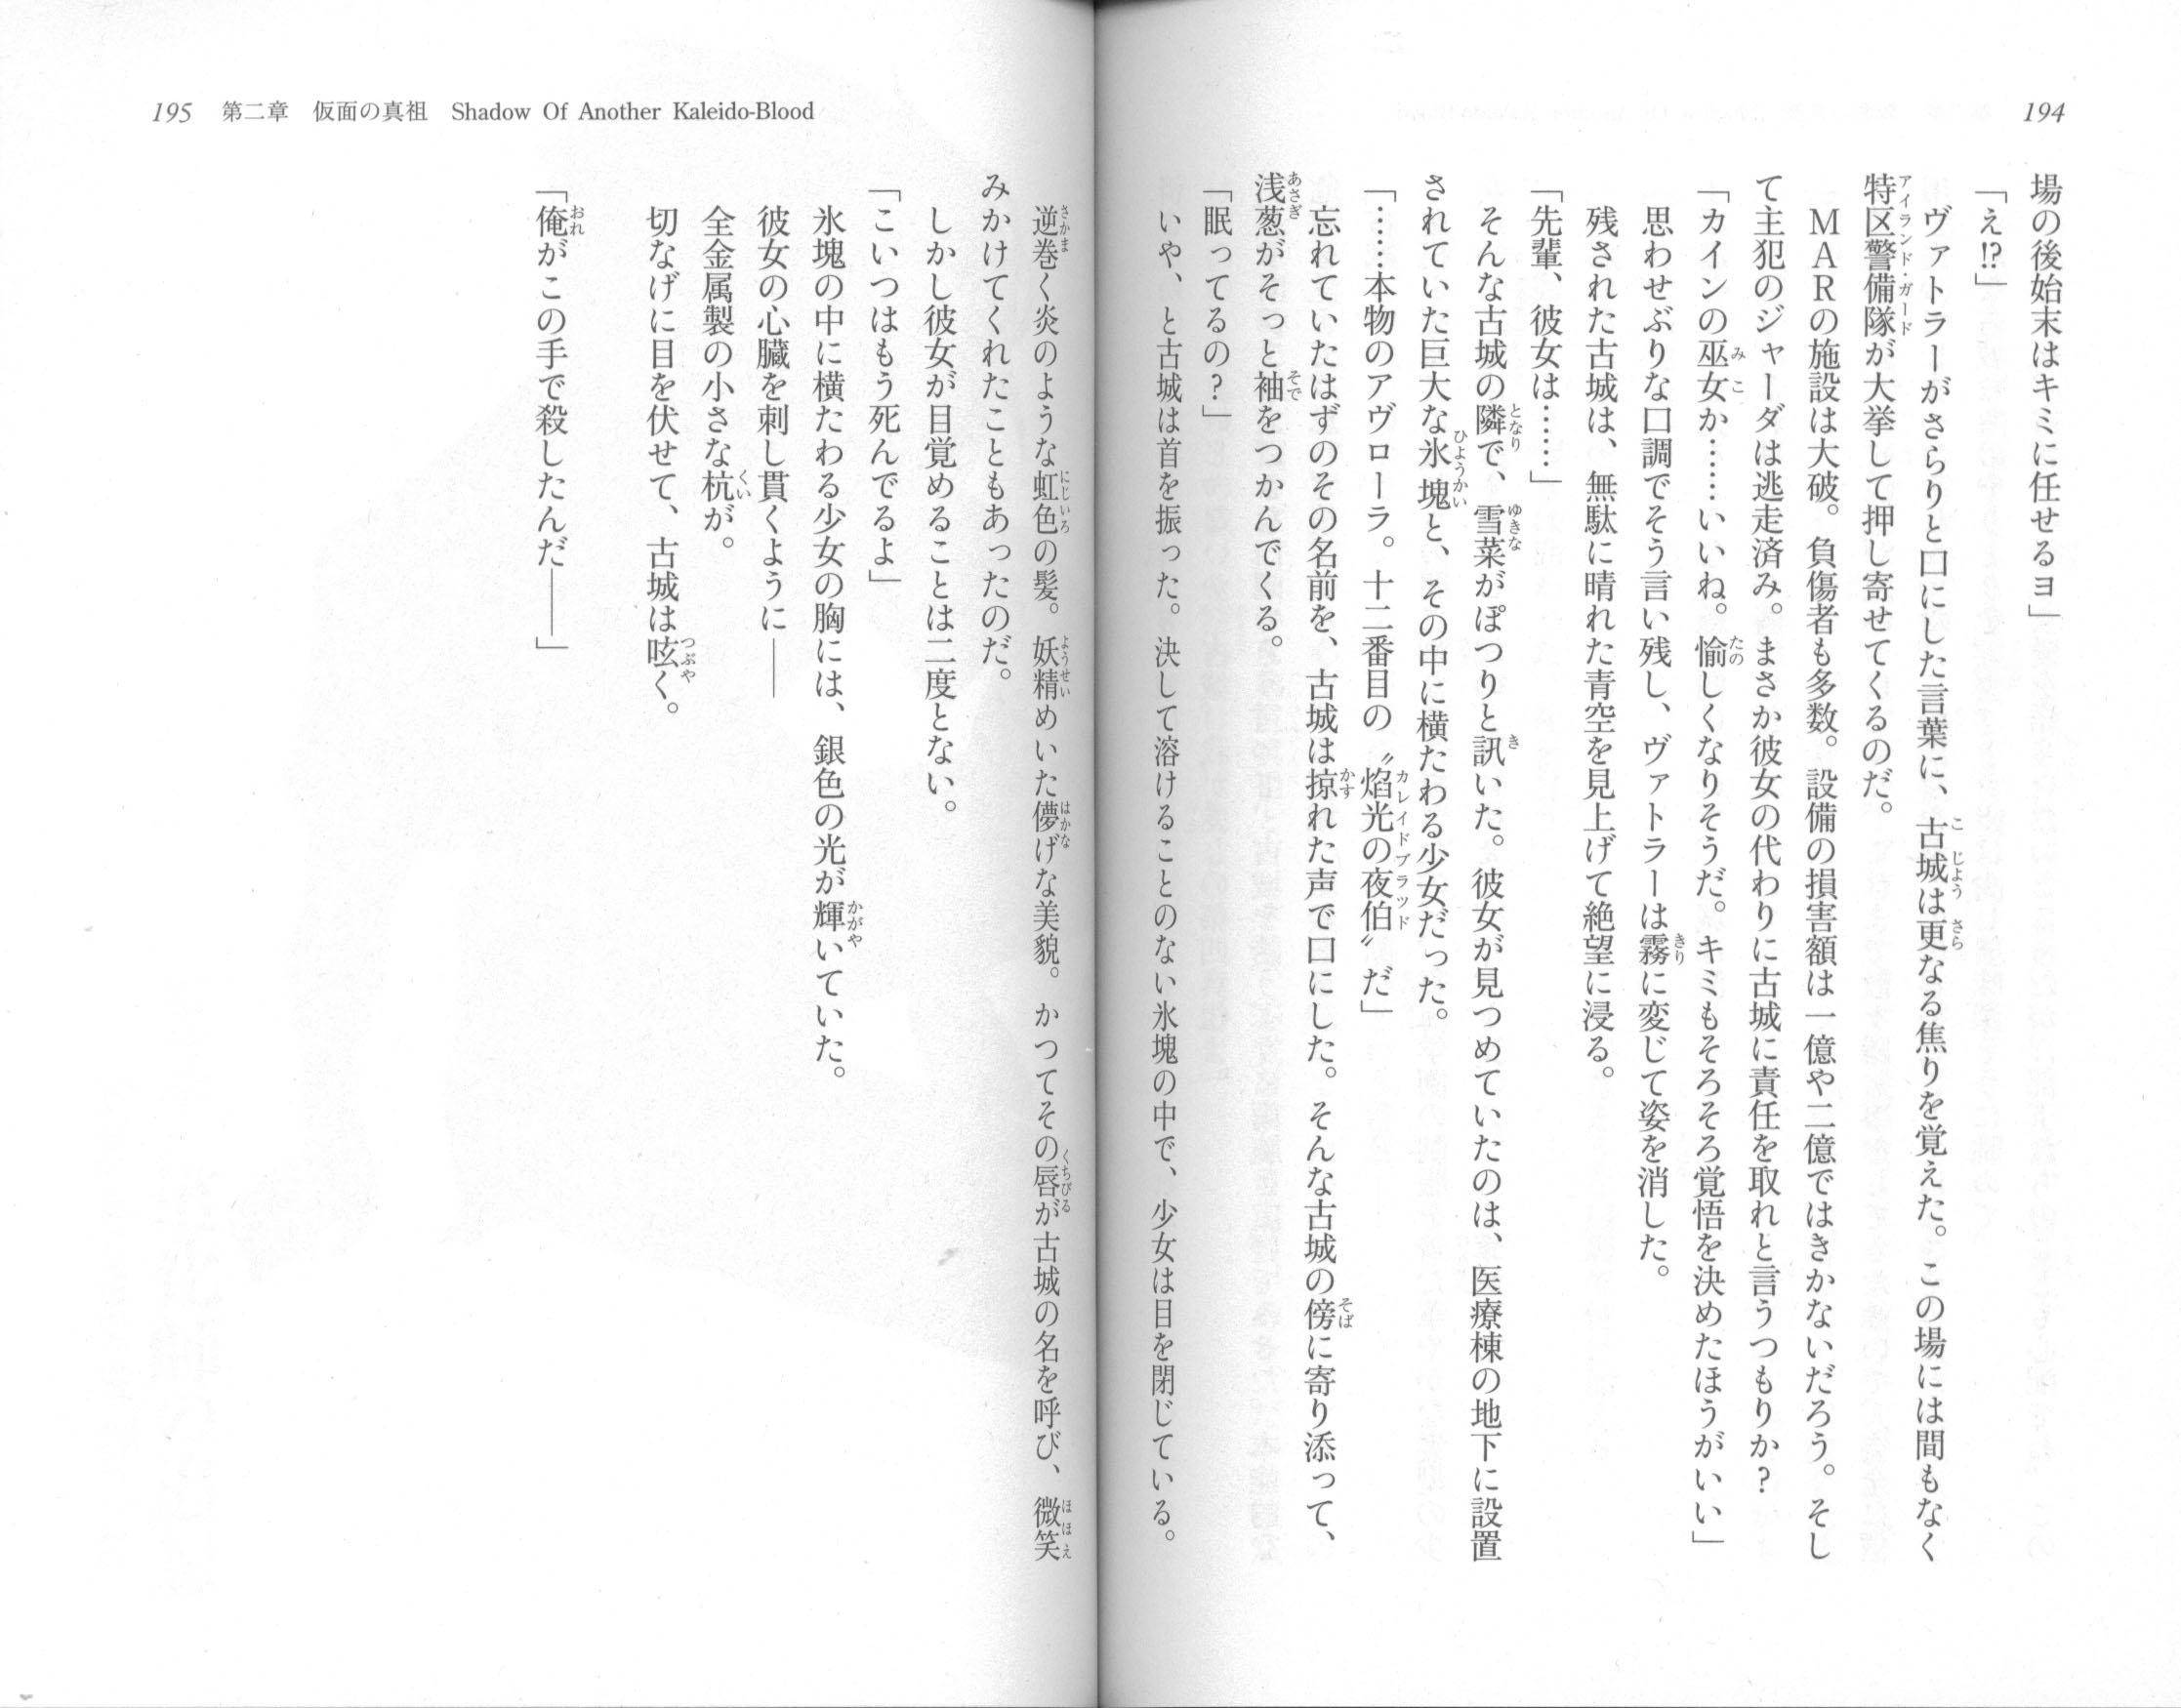 194
場の後始末はキミに任せるヨ」
「え!?」
ヴァトラーがさらりと口にした言葉に、古城は更なる焦りを覚えた。この場には間もなく
特区警備隊が大挙して押し寄せてくるのだ。
ＭＡＲの施設は大破。負傷者も多数。設備の損害額は一億や二億ではきかないだろう。そし
て主犯のジャーダは逃走済み。まさか彼女の代わりに古城に責任を取れと言うつもりか？
「カインの巫女か……いいね。愉しくなりそうだ。キミもそろそろ覚悟を決めたほうがいい」
思わせぶりな口調でそう言い残し、ヴァトラーは霧に変じて姿を消した。
残された古城は、無駄に晴れた青空を見上げて絶望に浸る。
「先輩、彼女は……」
そんな古城の隣で、雪菜がぽつりと訊いた。彼女が見つめていたのは、医療棟の地下に設置
されていた巨大な氷塊と、その中に横たわる少女だった。
「……本物のアヴローラ。十二番目の〝焰光の夜伯〟だ」
忘れていたはずのその名前を、古城は掠れた声で口にした。そんな古城の傍に寄り添って、
浅葱がそっと袖をつかんでくる。
「眠ってるの？」
いや、と古城は首を振った。決して溶けることのない氷塊の中で、少女は目を閉じている。
195 第二章 仮面の真祖 Shadow Of Another Kaleido-Blood
逆巻く炎のような虹色の髪。妖精めいた儚げな美貌。かつてその唇が古城の名を呼び、微笑
みかけてくれたこともあったのだ。
しかし彼女が目覚めることは二度とない。
「こいつはもう死んでるよ」
氷塊の中に横たわる少女の胸には、銀色の光が輝いていた。
彼女の心臓を刺し貫くように――
全金属製の小さな杭が。
切なげに目を伏せて、古城は呟く。
「俺がこの手で殺したんだ――」